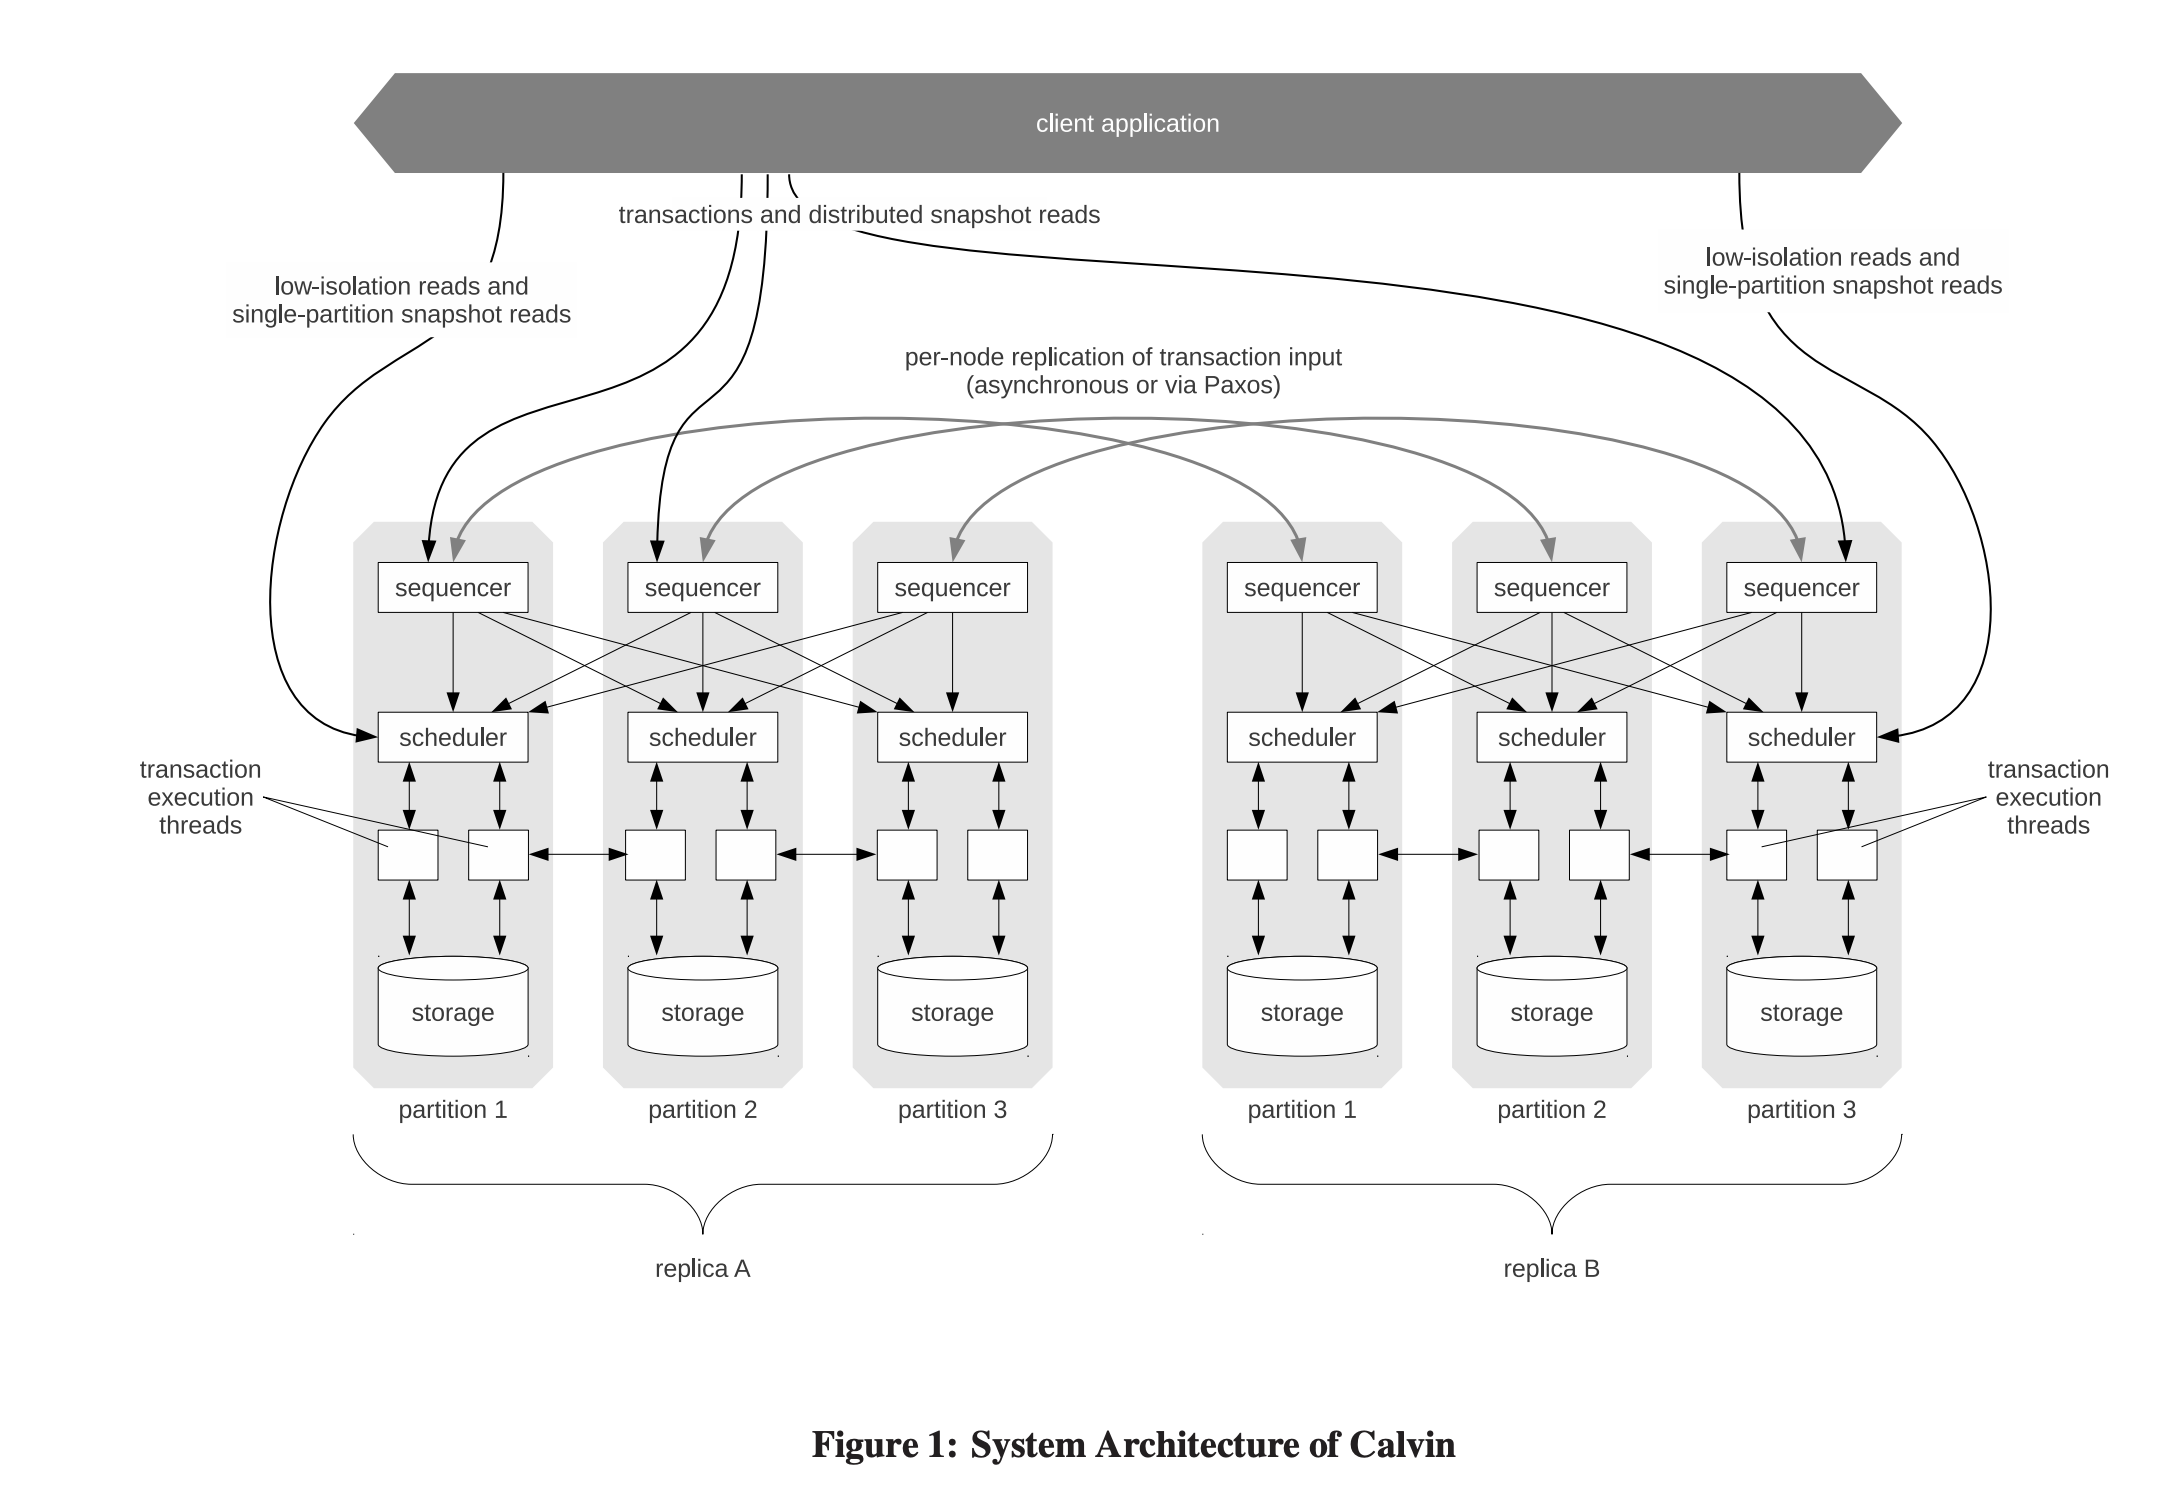 client application
transactions and distributed snapshot reads
low-isolation reads and
single-partition snapshot reads
low-isolation reads and
single-partition snapshot reads
per-node replication of transaction input
(asynchronous or via Paxos)
sequencer
sequencer
sequencer
sequencer
sequencer
sequencer
scheduler
scheduler
scheduler
scheduler
scheduler
scheduler
transaction
execution
threads
transaction
execution
threads
storage
storage
storage
storage
storage
storage
partition 1
partition 2
partition 3
partition 1
partition 2
partition 3
replica A
replica B
Figure 1: System Architecture of Calvin